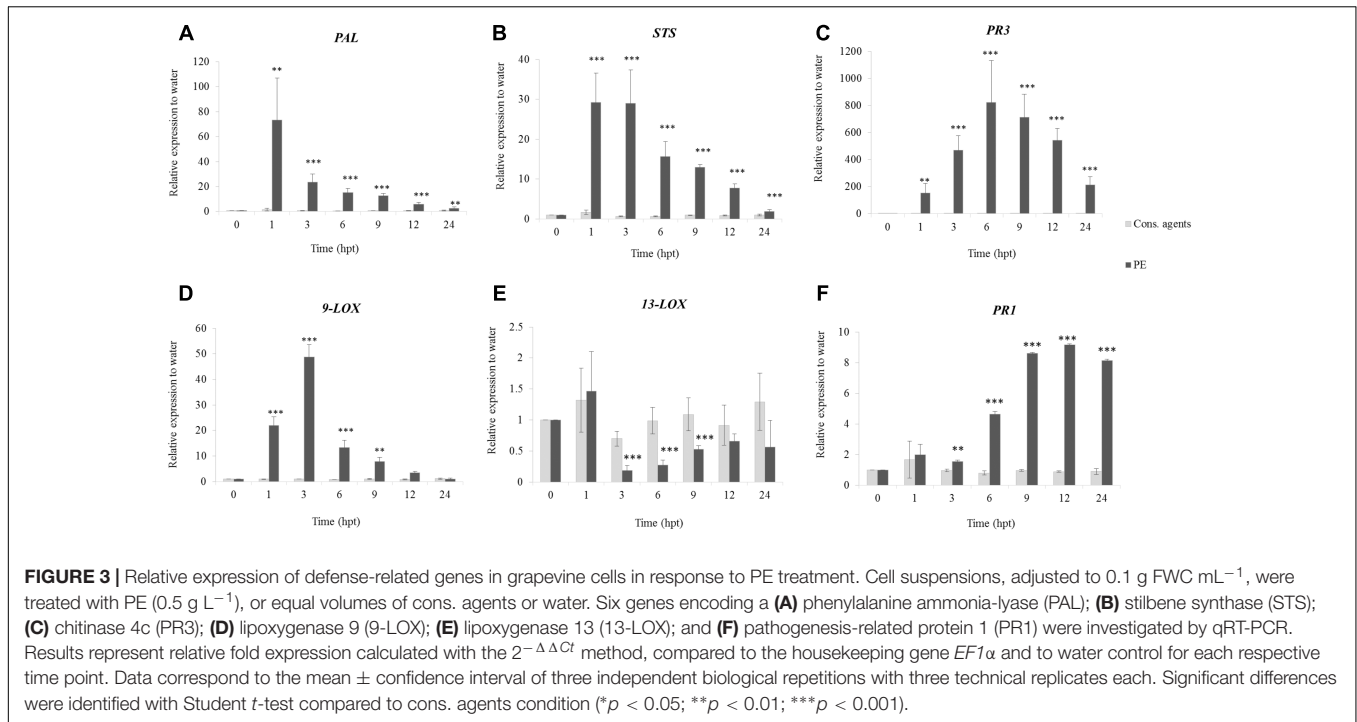 A
PAL
Relative expression to water
120
100
80
60
40
20
0
**
***
***
***
***
**
0 1 3 6 9 12 24
Time (hpt)
B
STS
Relative expression to water
40
30
20
10
0
***
***
***
***
***
***
0 1 3 6 9 12 24
Time (hpt)
C
PR3
Relative expression to water
1200
1000
800
600
400
200
0
**
***
***
***
***
***
0 1 3 6 9 12 24
Time (hpt)
Cons. agents
PE
D
9-LOX
Relative expression to water
60
50
40
30
20
10
0
***
***
***
**
0 1 3 6 9 12 24
Time (hpt)
E
13-LOX
Relative expression to water
2.5
2
1.5
1
0.5
0
***
***
***
0 1 3 6 9 12 24
Time (hpt)
F
PR1
Relative expression to water
10
8
6
4
2
0
**
***
***
***
***
0 1 3 6 9 12 24
Time (hpt)
FIGURE 3 | Relative expression of defense-related genes in grapevine cells in response to PE treatment. Cell suspensions, adjusted to 0.1 g FWC mL⁻¹, were
treated with PE (0.5 g L⁻¹), or equal volumes of cons. agents or water. Six genes encoding a (A) phenylalanine ammonia-lyase (PAL); (B) stilbene synthase (STS);
(C) chitinase 4c (PR3); (D) lipoxygenase 9 (9-LOX); (E) lipoxygenase 13 (13-LOX); and (F) pathogenesis-related protein 1 (PR1) were investigated by qRT-PCR.
Results represent relative fold expression calculated with the 2⁻ΔΔCt method, compared to the housekeeping gene EF1α and to water control for each respective
time point. Data correspond to the mean ± confidence interval of three independent biological repetitions with three technical replicates each. Significant differences
were identified with Student t-test compared to cons. agents condition (*p < 0.05; **p < 0.01; ***p < 0.001).